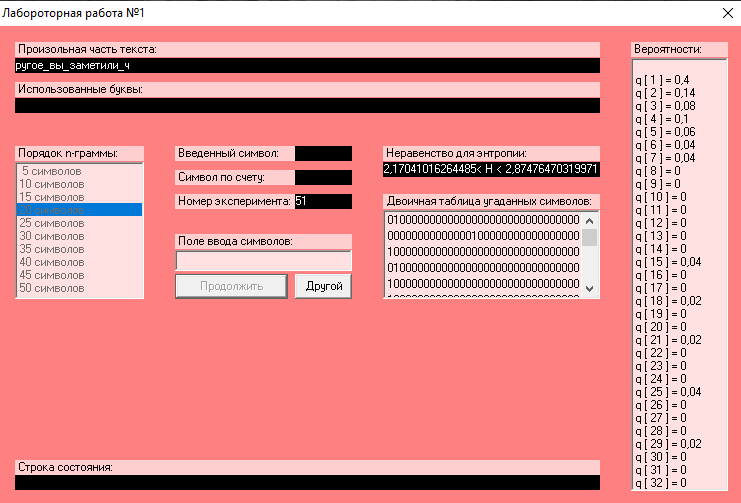 Лабороторная работа №1
Произольная часть текста:
ругое_вы_заметили_ч
Использованные буквы:
Порядок n-граммы:
5 символов
10 символов
15 символов
20 символов
25 символов
30 символов
35 символов
40 символов
45 символов
50 символов
Введенный символ:
Символ по счету:
Номер эксперимента: 51
Поле ввода символов:
Продолжить
Другой
Неравенство для энтропии:
2,17041016264485< H < 2,87476470319971
Двоичная таблица угаданных символов:
01000000000000000000000000000000
00000000000000100000000000000000
10000000000000000000000000000000
01000000000000000000000000000000
10000000000000000000000000000000
Строка состояния:
Вероятности:
q [ 1 ] = 0,4
q [ 2 ] = 0,14
q [ 3 ] = 0,08
q [ 4 ] = 0,1
q [ 5 ] = 0,06
q [ 6 ] = 0,04
q [ 7 ] = 0,04
q [ 8 ] = 0
q [ 9 ] = 0
q [ 10 ] = 0
q [ 11 ] = 0
q [ 12 ] = 0
q [ 13 ] = 0
q [ 14 ] = 0
q [ 15 ] = 0,04
q [ 16 ] = 0
q [ 17 ] = 0
q [ 18 ] = 0,02
q [ 19 ] = 0
q [ 20 ] = 0
q [ 21 ] = 0,02
q [ 22 ] = 0
q [ 23 ] = 0
q [ 24 ] = 0
q [ 25 ] = 0,04
q [ 26 ] = 0
q [ 27 ] = 0
q [ 28 ] = 0
q [ 29 ] = 0,02
q [ 30 ] = 0
q [ 31 ] = 0
q [ 32 ] = 0